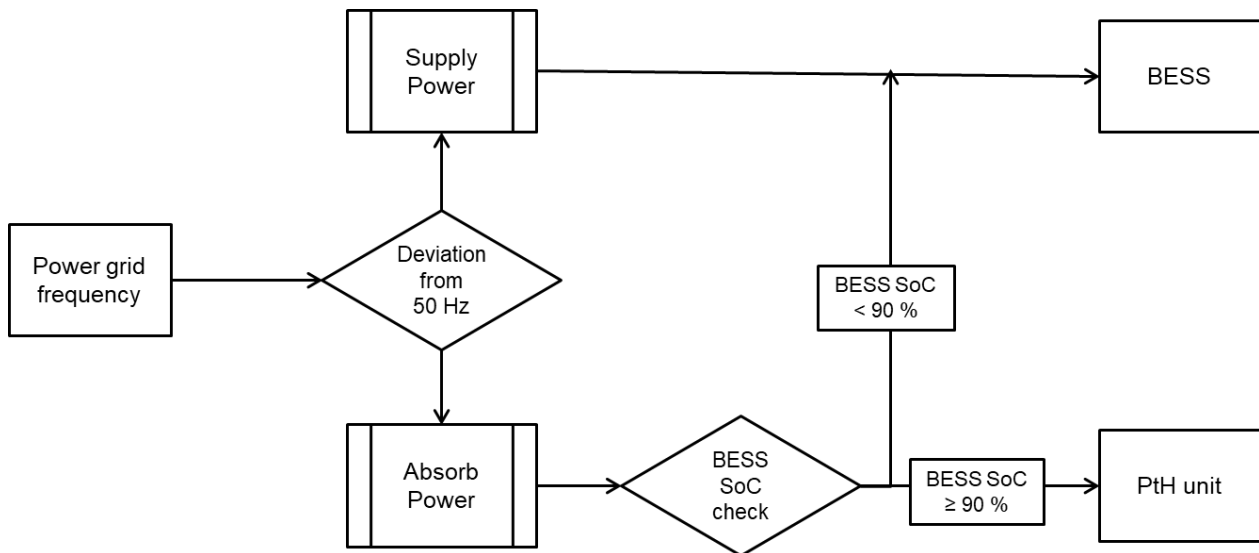 Supply
Power
BESS
Power grid
frequency
Deviation
from
50 Hz
BESS SoC
< 90 %
Absorb
Power
BESS
SoC
check
BESS SoC
≥ 90 %
PtH unit